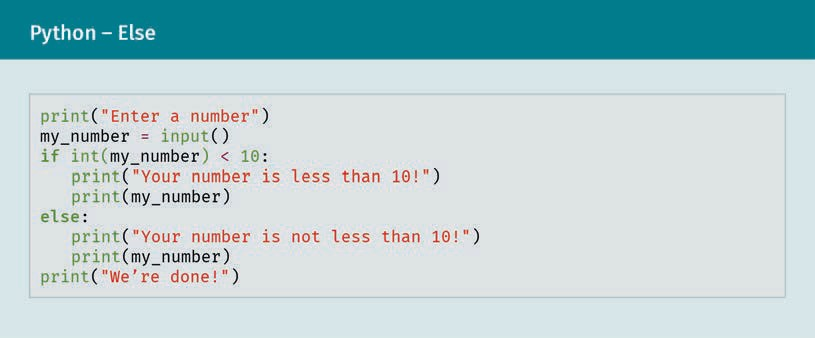 Python – Else
print("Enter a number")
my_number = input()
if int(my_number) < 10:
   print("Your number is less than 10!")
   print(my_number)
else:
   print("Your number is not less than 10!")
   print(my_number)
print("We’re done!")